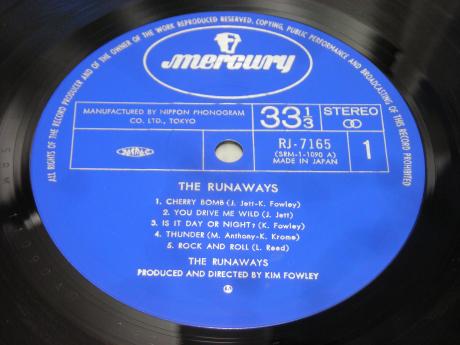 ALL RIGHTS OF THE RECORD PRODUCER AND OF THE OWNER OF THE WORK REPRODUCED RESERVED. COPYING, PUBLIC PERFORMANCE AND BROADCASTING OF THIS RECORD PROHIBITED
mercury
MANUFACTURED BY NIPPON PHONOGRAM CO. LTD., TOKYO
33 1/3
STEREO
RJ-7165
(SRM-1-1090 A)
MADE IN JAPAN
1
THE RUNAWAYS
1. CHERRY BOMB (J. Jett-K. Fowley)
2. YOU DRIVE ME WILD (J. Jett)
3. IS IT DAY OR NIGHT? (K. Fowley)
4. THUNDER (M. Anthony-K. Krome)
5. ROCK AND ROLL (L. Reed)
THE RUNAWAYS
PRODUCED AND DIRECTED BY KIM FOWLEY